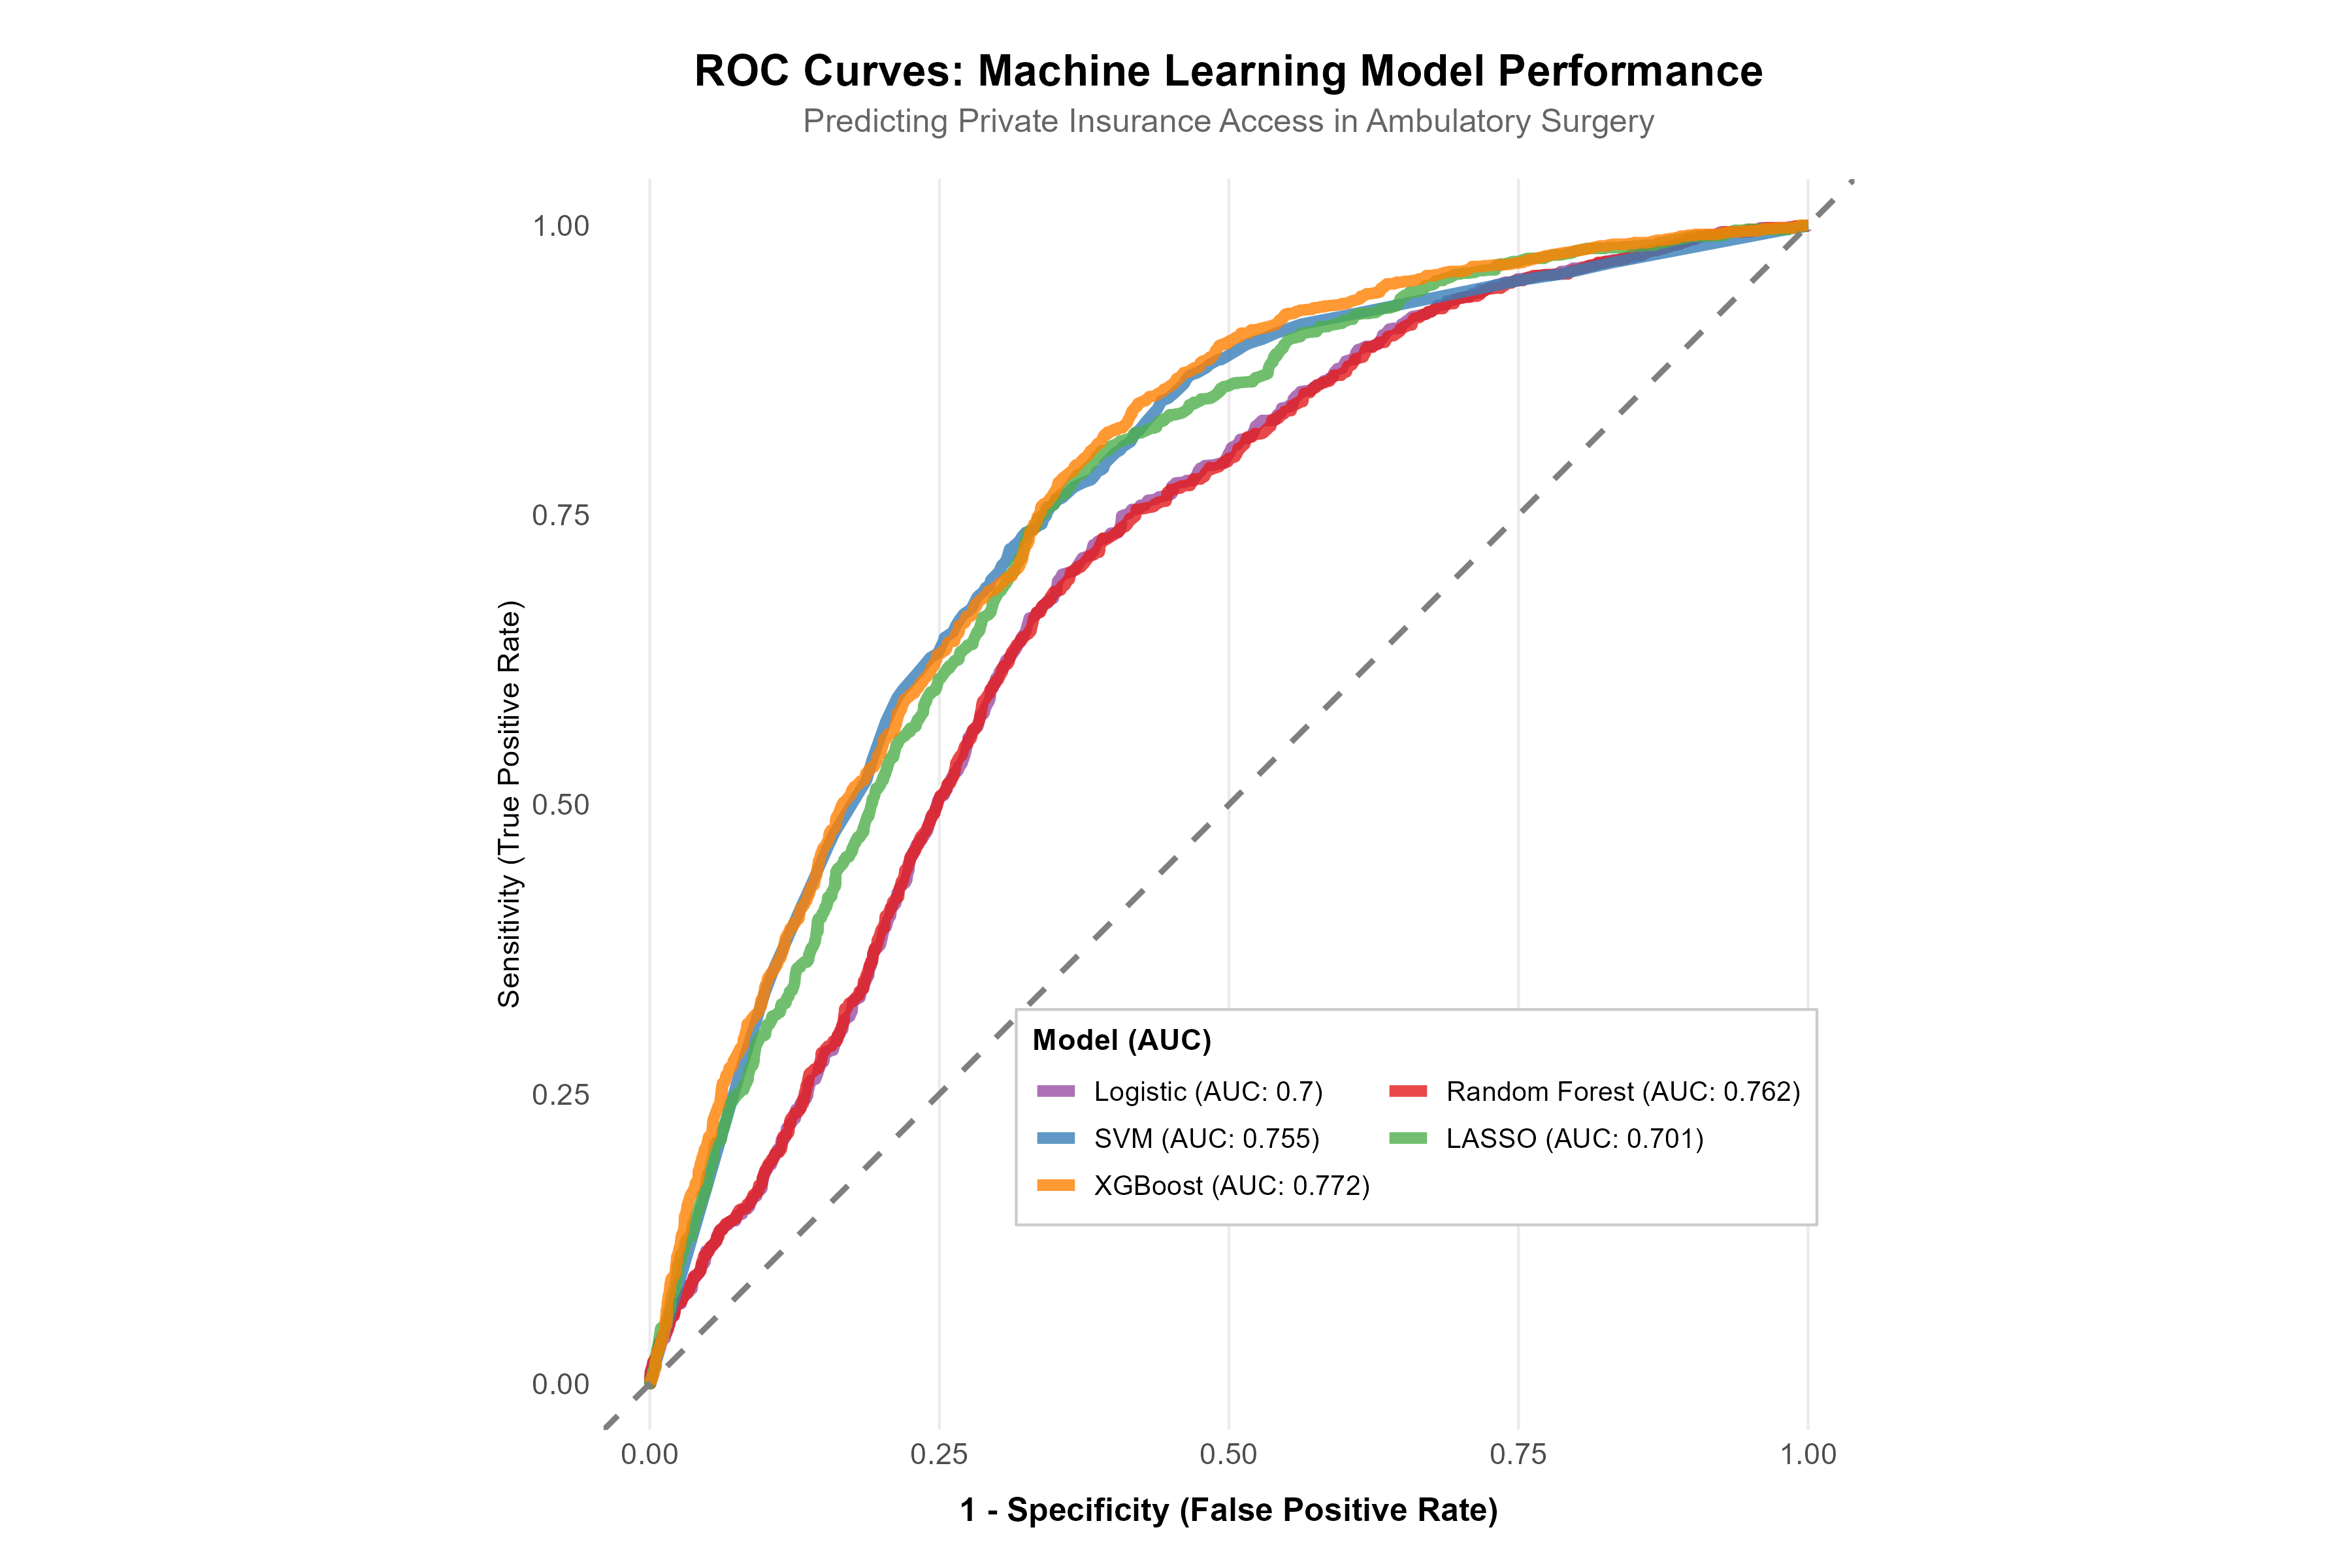 ROC Curves: Machine Learning Model Performance
Predicting Private Insurance Access in Ambulatory Surgery
Sensitivity (True Positive Rate)
1.00
0.75
0.50
0.25
0.00
Model (AUC)
Logistic (AUC: 0.7)
Random Forest (AUC: 0.762)
SVM (AUC: 0.755)
LASSO (AUC: 0.701)
XGBoost (AUC: 0.772)
0.00 0.25 0.50 0.75 1.00
1 - Specificity (False Positive Rate)